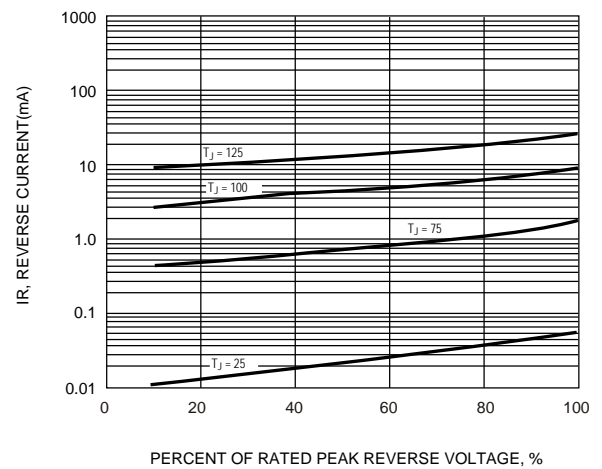 1000
100
10
1.0
0.1
0.01
IR, REVERSE CURRENT(mA)
TJ = 125
TJ = 100
TJ = 75
TJ = 25
0 20 40 60 80 100
PERCENT OF RATED PEAK REVERSE VOLTAGE, %